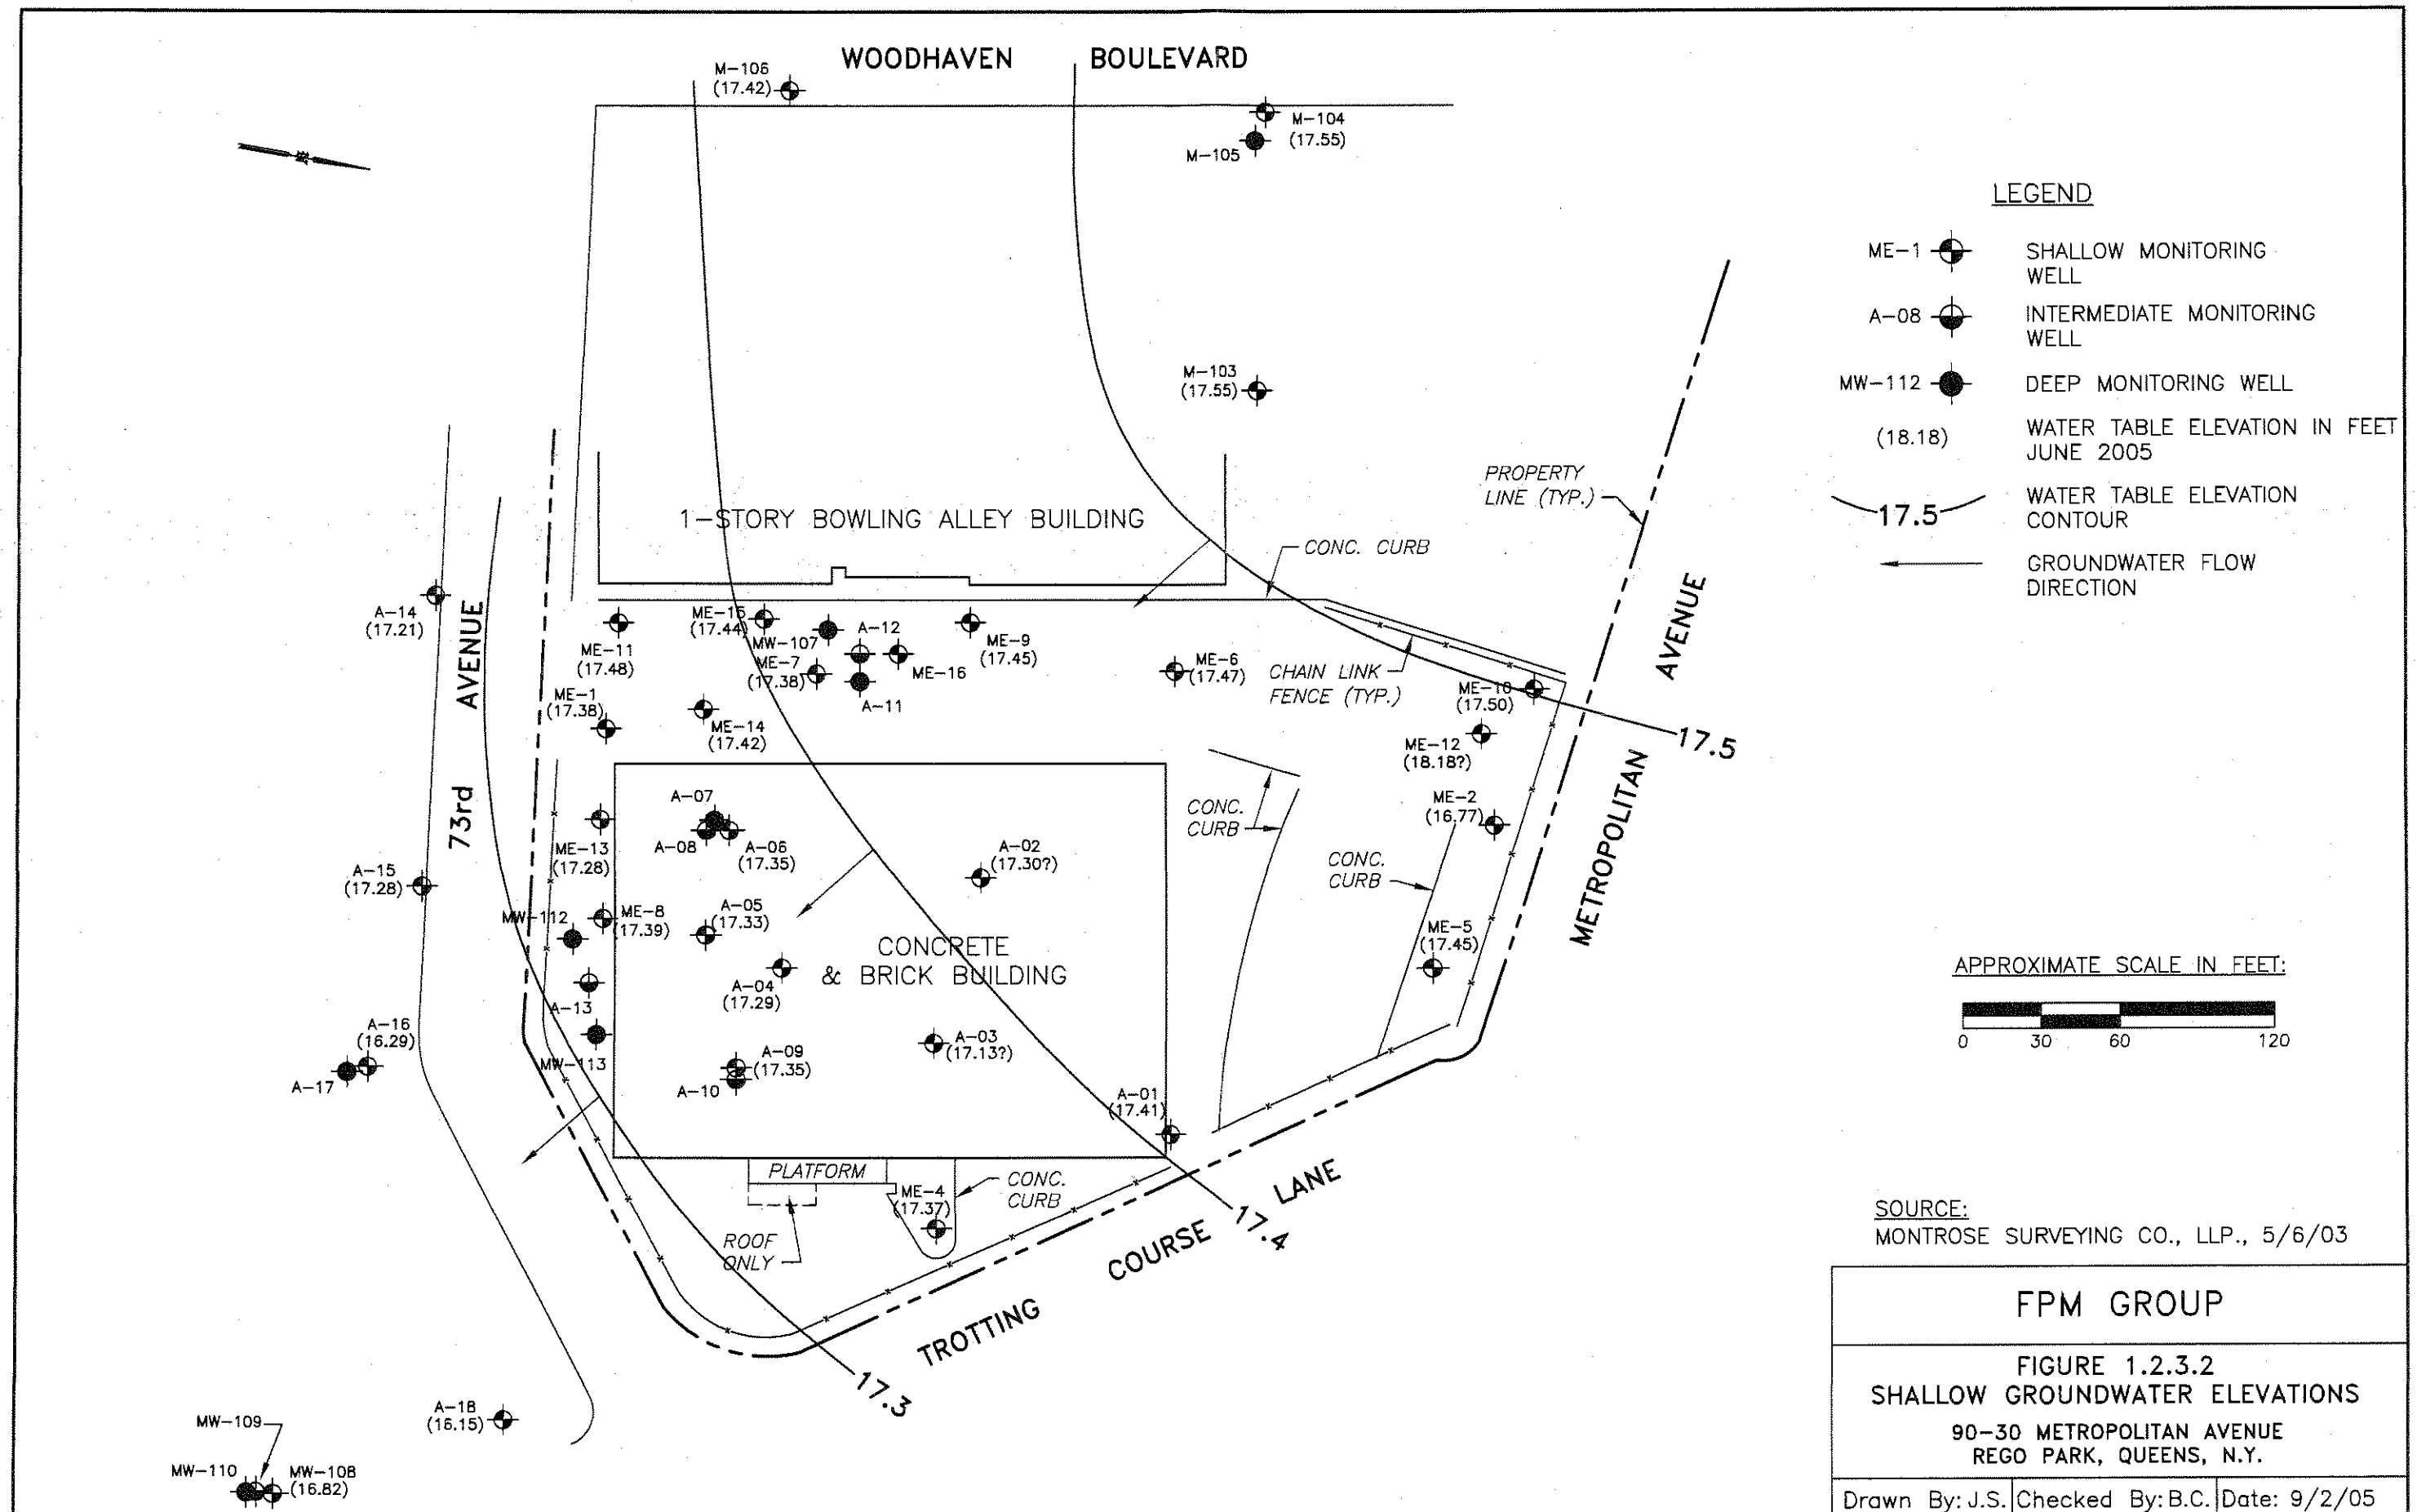 WOODHAVEN BOULEVARD
M-106
(17.42)
M-104
(17.55)
M-105
LEGEND
ME-1
SHALLOW MONITORING
WELL
A-08
INTERMEDIATE MONITORING
WELL
MW-112
DEEP MONITORING WELL
(18.18)
WATER TABLE ELEVATION IN FEET
JUNE 2005
17.5
WATER TABLE ELEVATION
CONTOUR
GROUNDWATER FLOW
DIRECTION
M-103
(17.55)
PROPERTY
LINE (TYP.)
1-STORY BOWLING ALLEY BUILDING
CONC. CURB
A-14
(17.21)
73rd AVENUE
ME-11
(17.48)
ME-15
(17.44)
MW-107
A-12
ME-7
(17.38)
ME-16
A-11
ME-9
(17.45)
ME-6
(17.47)
CHAIN LINK
FENCE (TYP.)
ME-10
(17.50)
METROPOLITAN AVENUE
ME-1
(17.38)
ME-14
(17.42)
ME-12
(18.18?)
17.5
A-07
A-08
A-06
(17.35)
ME-13
(17.28)
A-02
(17.30?)
CONC.
CURB
ME-2
(16.77)
CONC.
CURB
A-15
(17.28)
MW-112
ME-8
(17.39)
A-05
(17.33)
CONCRETE
& BRICK BUILDING
ME-5
(17.45)
A-04
(17.29)
A-13
A-16
(16.29)
A-17
MW-113
A-09
(17.35)
A-10
A-03
(17.13?)
A-01
(17.41)
APPROXIMATE SCALE IN FEET:
0 30 60 120
PLATFORM
ME-4
(17.37)
CONC.
CURB
ROOF
ONLY
TROTTING COURSE LANE
17.4
17.3
A-18
(16.15)
MW-109
MW-110
MW-108
(16.82)
SOURCE:
MONTROSE SURVEYING CO., LLP., 5/6/03
FPM GROUP
FIGURE 1.2.3.2
SHALLOW GROUNDWATER ELEVATIONS
90-30 METROPOLITAN AVENUE
REGO PARK, QUEENS, N.Y.
Drawn By: J.S. Checked By: B.C. Date: 9/2/05